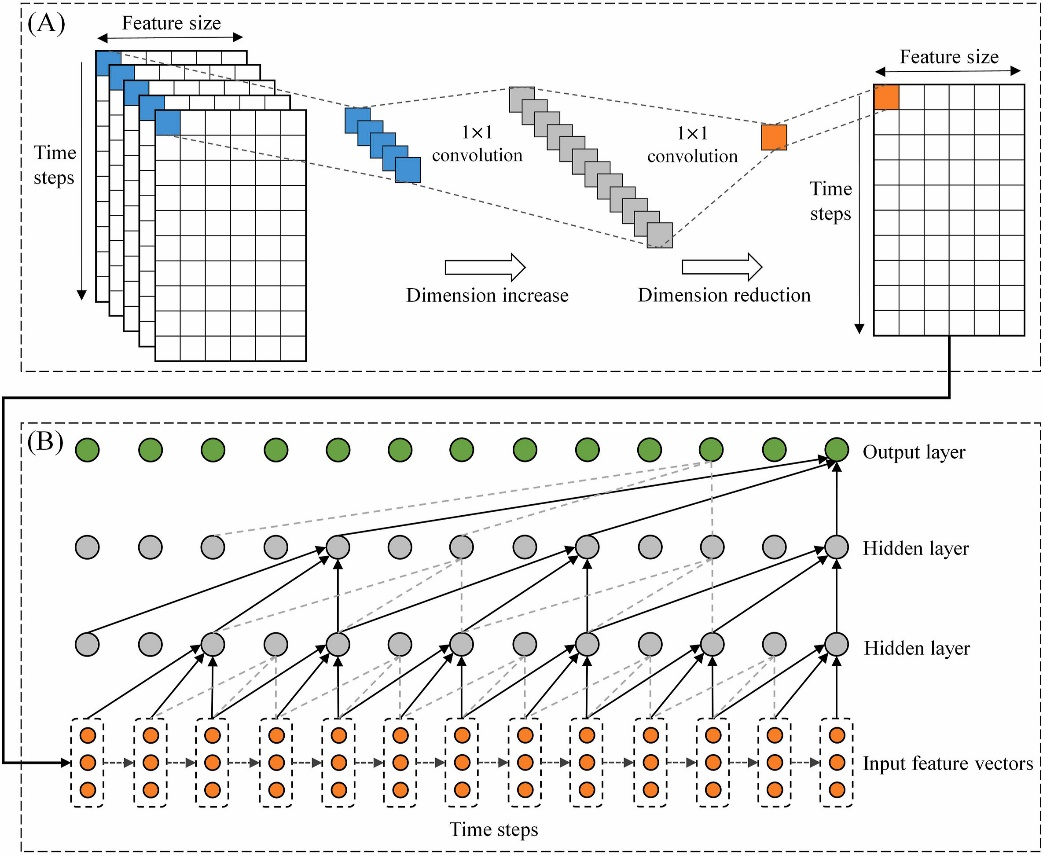 (A)
Feature size
Time
steps
1×1
convolution
1×1
convolution
Dimension increase
Dimension reduction
Feature size
Time
steps
(B)
Output layer
Hidden layer
Hidden layer
Input feature vectors
Time steps